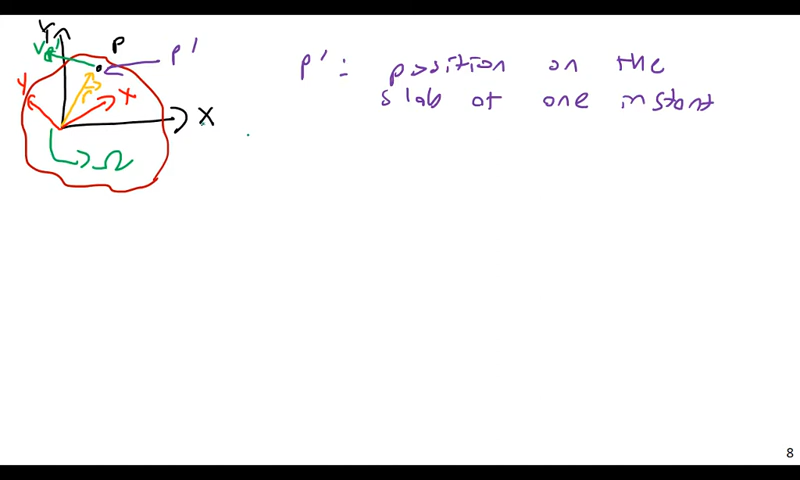 Y
P
P'
V P'
P' : position on the
slab at one instant
y
r
x
X
Ω
8